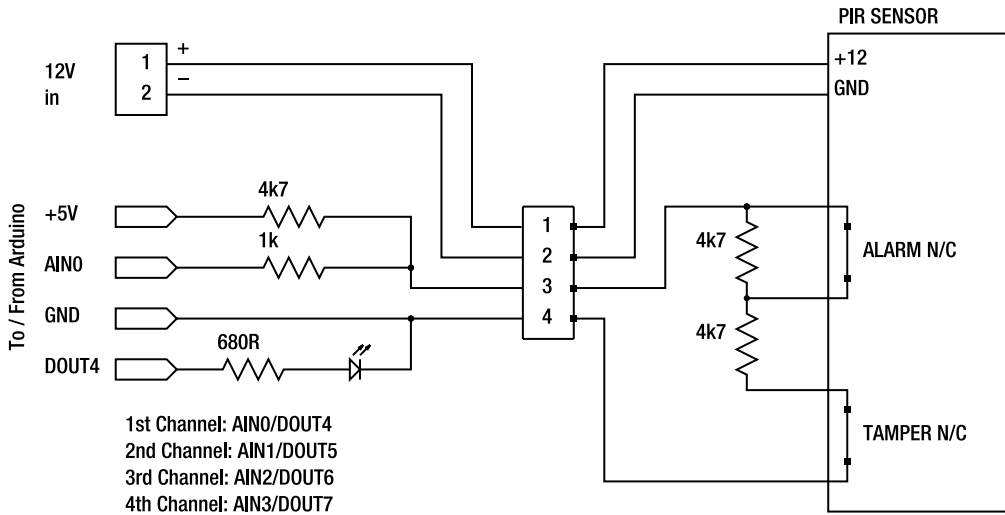 PIR SENSOR
12V
in
1
2
+
–
+12
GND
To / From Arduino
+5V
4k7
AIN0
1k
GND
DOUT4
680R
1
2
3
4
4k7
4k7
ALARM N/C
TAMPER N/C
1st Channel: AIN0/DOUT4
2nd Channel: AIN1/DOUT5
3rd Channel: AIN2/DOUT6
4th Channel: AIN3/DOUT7